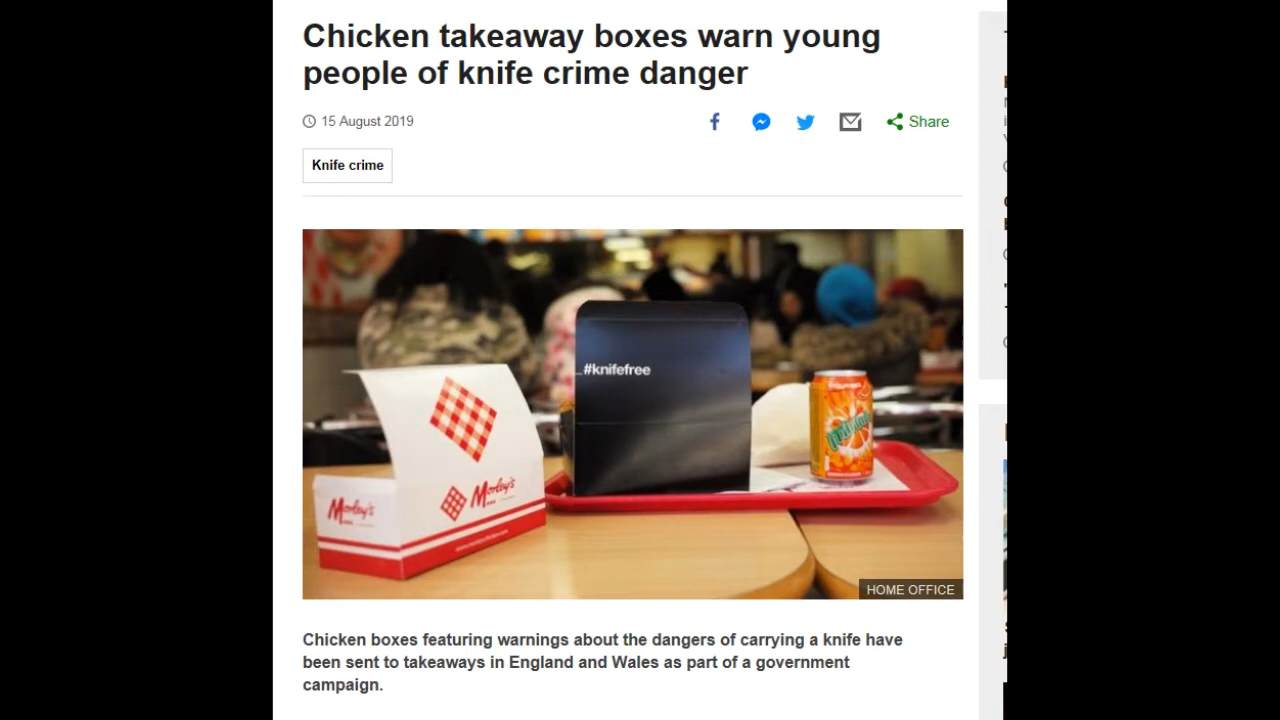 Chicken takeaway boxes warn young
people of knife crime danger
15 August 2019
Share
Knife crime
#knifefree
Morley's
Morley's
HOME OFFICE
Chicken boxes featuring warnings about the dangers of carrying a knife have
been sent to takeaways in England and Wales as part of a government
campaign.